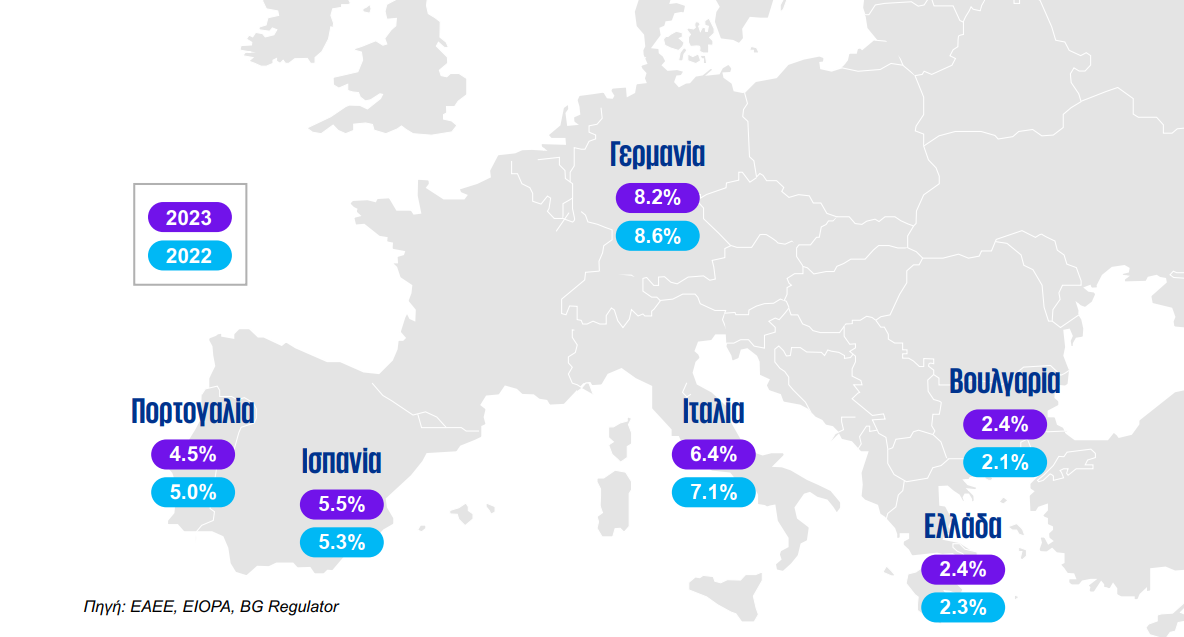 Γερμανία
8.2%
8.6%
2023
2022
Πορτογαλία
4.5%
5.0%
Ισπανία
5.5%
5.3%
Ιταλία
6.4%
7.1%
Βουλγαρία
2.4%
2.1%
Ελλάδα
2.4%
2.3%
Πηγή: ΕΑΕΕ, EIOPA, BG Regulator